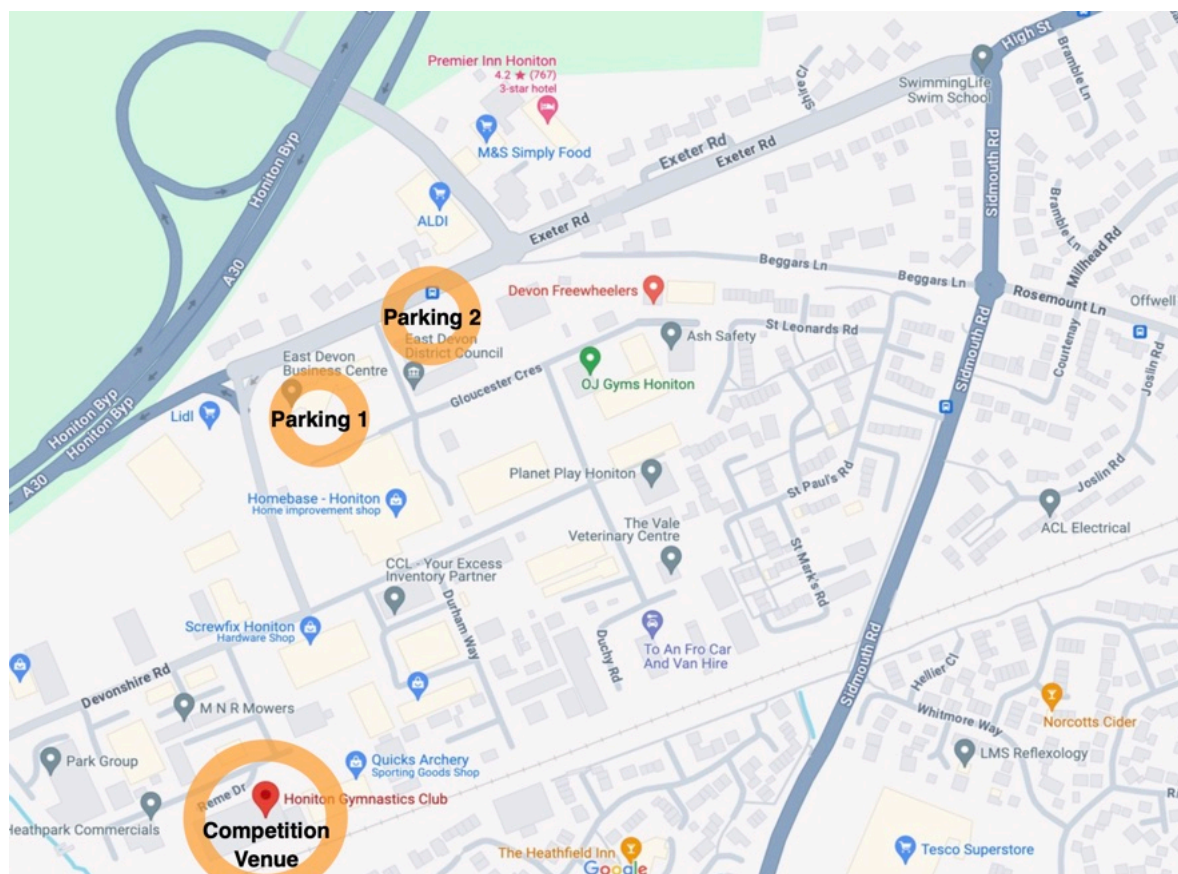 High St
Bramble Ln
Premier Inn Honiton
4.2 ★ (767)
3-star hotel
SwimmingLife
Swim School
Shire Cl
Honiton Byp
M&S Simply Food
Exeter Rd
Exeter Rd
Sidmouth Rd
ALDI
Exeter Rd
Bramble Ln
Millhead Rd
A30
Beggars Ln
Beggars Ln
Rosemount Ln
Offwell
Devon Freewheelers
Parking 2
St Leonards Rd
Ash Safety
East Devon
District Council
East Devon
Business Centre
Sidmouth Rd
Courtenay
Joslin Rd
OJ Gyms Honiton
Gloucester Cres
Honiton Byp
Honiton Byp
Lidl
Parking 1
A30
Planet Play Honiton
St Paul's Rd
Joslin Rd
Homebase - Honiton
Home improvement shop
ACL Electrical
The Vale
Veterinary Centre
CCL - Your Excess
Inventory Partner
St Mark's Rd
Durham Way
Screwfix Honiton
Hardware Shop
To An Fro Car
And Van Hire
Duchy Rd
Sidmouth Rd
Hellier Cl
Devonshire Rd
M N R Mowers
Whitmore Way
Norcotts Cider
LMS Reflexology
Park Group
Quicks Archery
Sporting Goods Shop
Reme Dr
Honiton Gymnastics Club
Heathpark Commercials
Competition
Venue
The Heathfield Inn
Google
Tesco Superstore